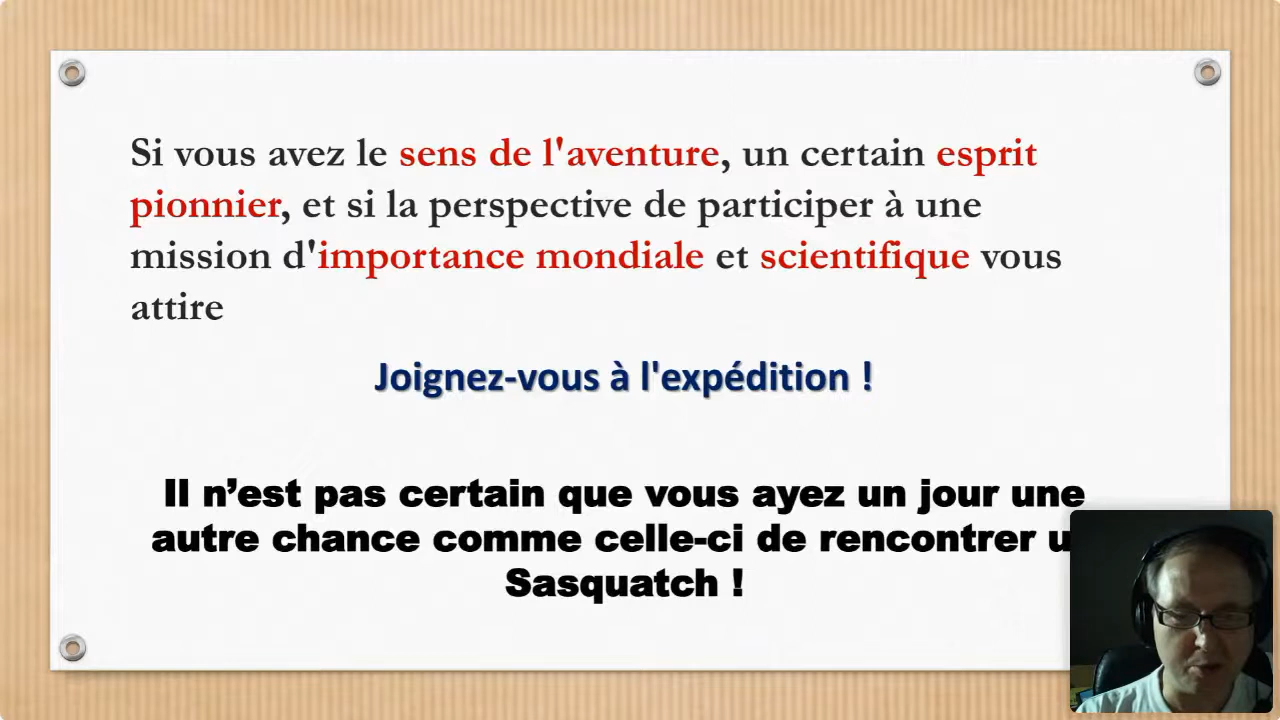 Si vous avez le sens de l'aventure, un certain esprit
pionnier, et si la perspective de participer à une
mission d'importance mondiale et scientifique vous
attire
Joignez-vous à l'expédition !
Il n’est pas certain que vous ayez un jour une
autre chance comme celle-ci de rencontrer
Sasquatch !